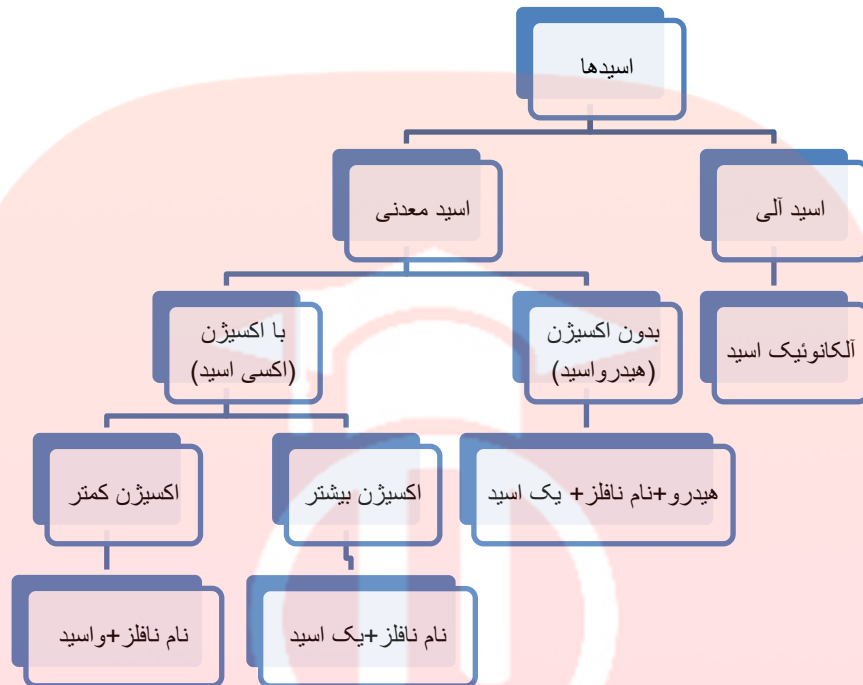 اسیدها
اسید آلی
اسید معدنی
آلکانوئیک اسید
بدون اکسیژن
(هیدرواسید)
با اکسیژن
(اکسی اسید)
هیدرو+نام نافلز+ یک اسید
اکسیژن بیشتر
اکسیژن کمتر
نام نافلز+یک اسید
نام نافلز+واسید